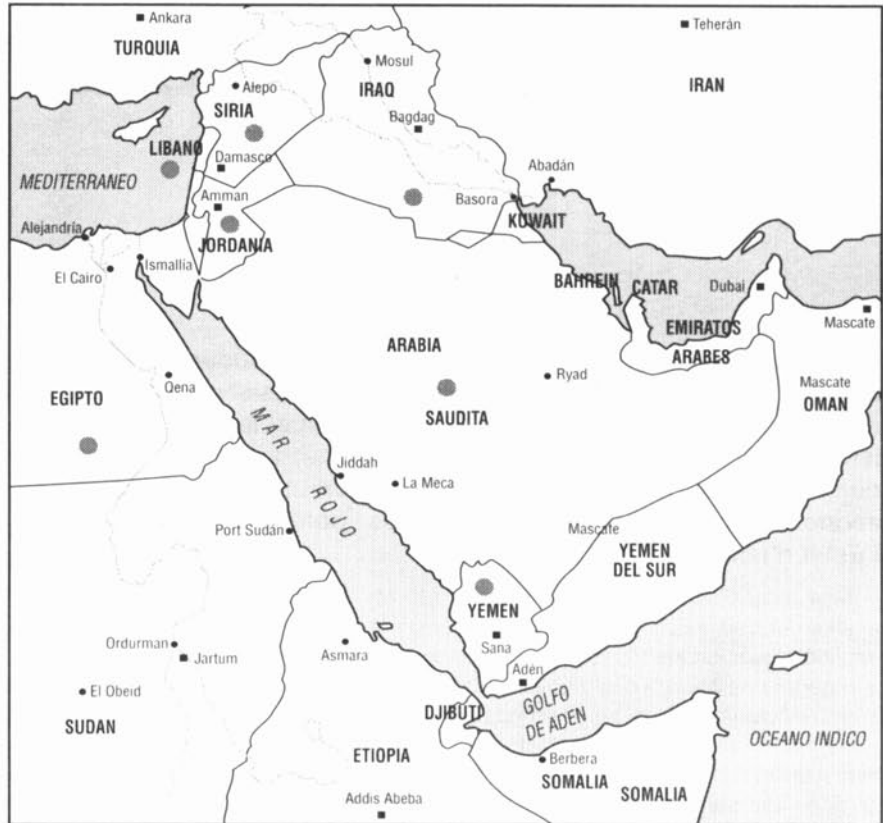 Ankara
Teherán
TURQUIA
Mosul
Alepo
IRAQ
IRAN
SIRIA
Bagdag
LIBANO
Damasco
Abadán
MEDITERRANEO
Amman
Basora
KUWAIT
Alejandría
JORDANIA
Ismallía
El Cairo
BAHREIN
CATAR
Dubai
EMIRATOS
ARABES
Mascate
ARABIA
Ryad
Qena
Mascate
EGIPTO
SAUDITA
OMAN
MAR
ROJO
Jiddah
La Meca
Port Sudán
Mascate
YEMEN
DEL SUR
YEMEN
Sana
Ordurman
Jartum
Asmara
Adén
El Obeid
DJIBUTI
GOLFO
DE ADEN
SUDAN
OCEANO INDICO
ETIOPIA
Berbera
SOMALIA
SOMALIA
Addis Abeba